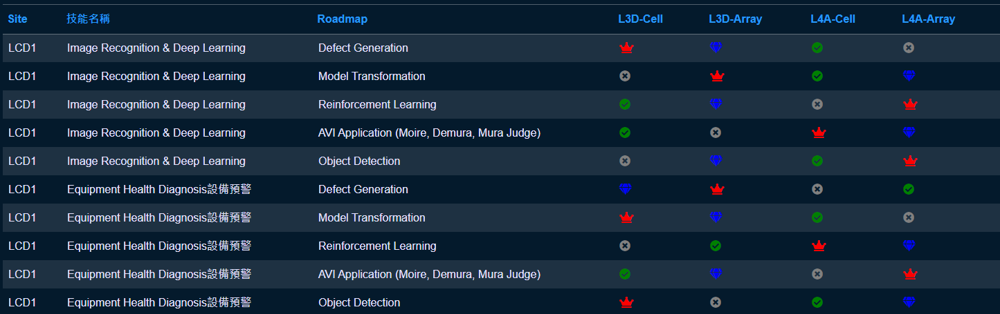 Site 技能名稱 Roadmap L3D-Cell L3D-Array L4A-Cell L4A-Array
LCD1 Image Recognition & Deep Learning Defect Generation
LCD1 Image Recognition & Deep Learning Model Transformation
LCD1 Image Recognition & Deep Learning Reinforcement Learning
LCD1 Image Recognition & Deep Learning AVI Application (Moire, Demura, Mura Judge)
LCD1 Image Recognition & Deep Learning Object Detection
LCD1 Equipment Health Diagnosis設備預警 Defect Generation
LCD1 Equipment Health Diagnosis設備預警 Model Transformation
LCD1 Equipment Health Diagnosis設備預警 Reinforcement Learning
LCD1 Equipment Health Diagnosis設備預警 AVI Application (Moire, Demura, Mura Judge)
LCD1 Equipment Health Diagnosis設備預警 Object Detection